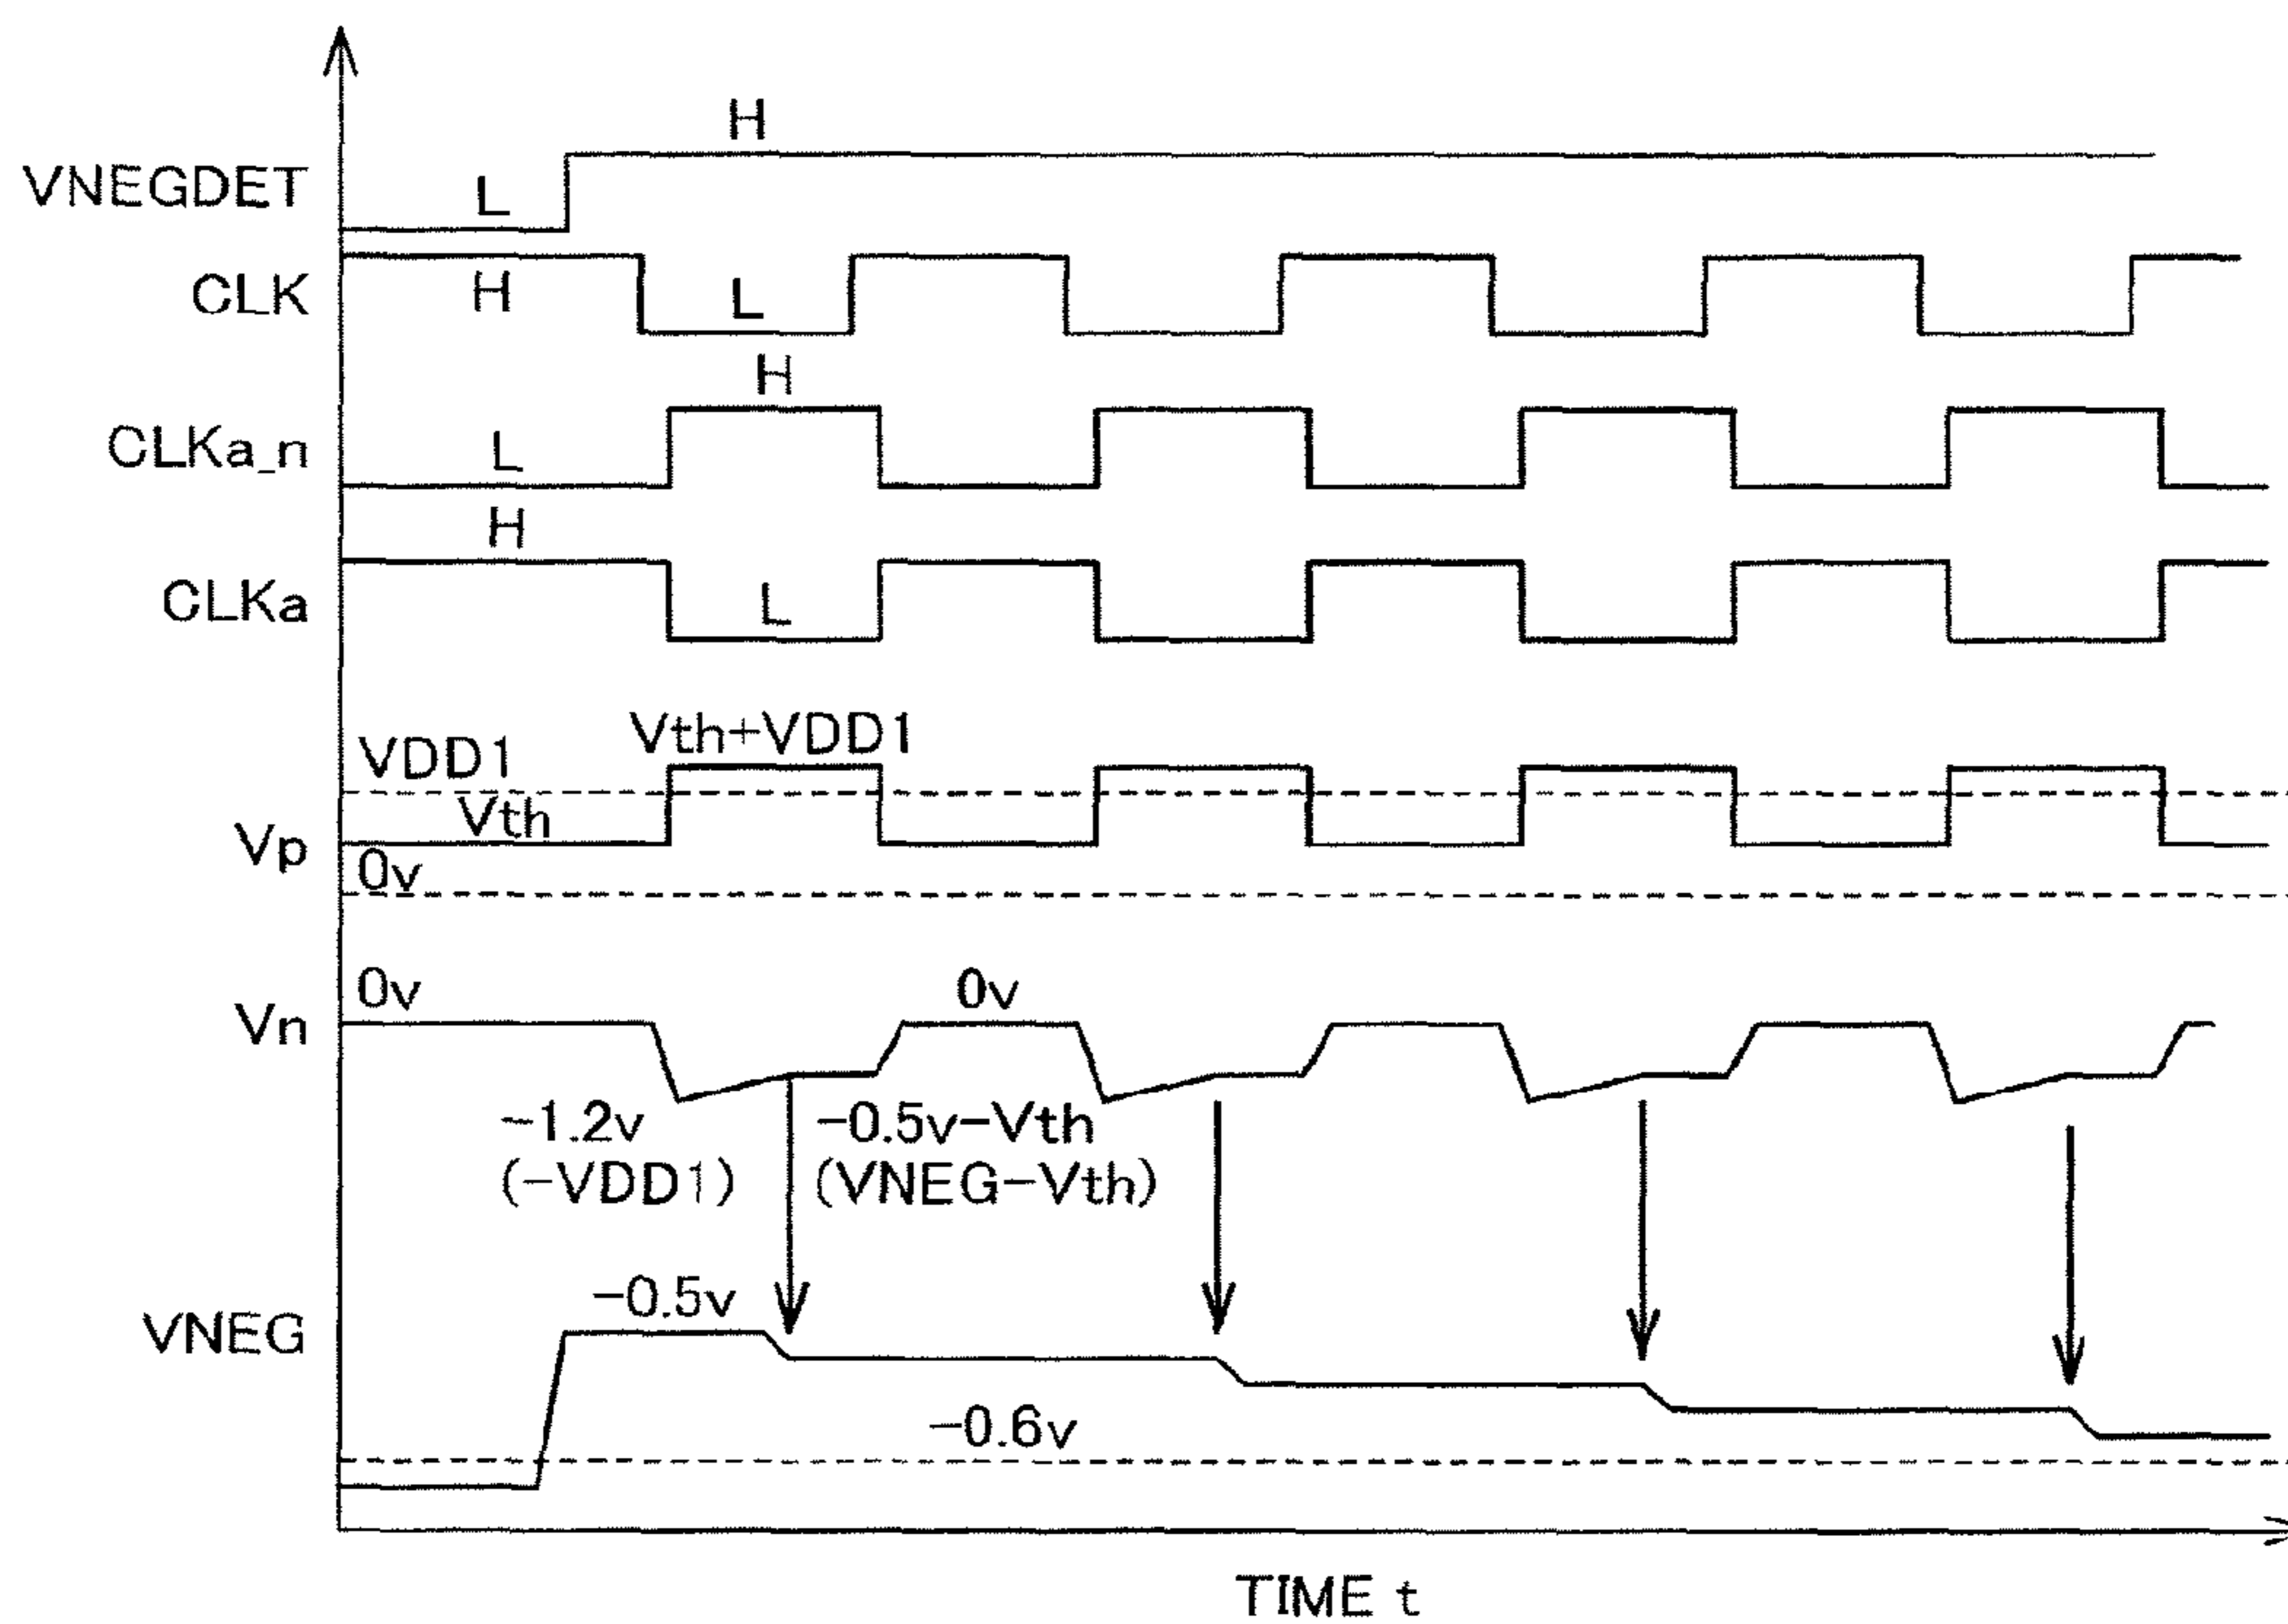 H
VNEGDET
L
CLK
H
L
H
CLKa_n
L
H
CLKa
L
Vth+VDD1
VDD1
Vth
Vp
0v
0v
0v
Vn
-1.2v
-0.5v-Vth
(-VDD1)
(VNEG-Vth)
-0.5v
VNEG
-0.6v
TIME t